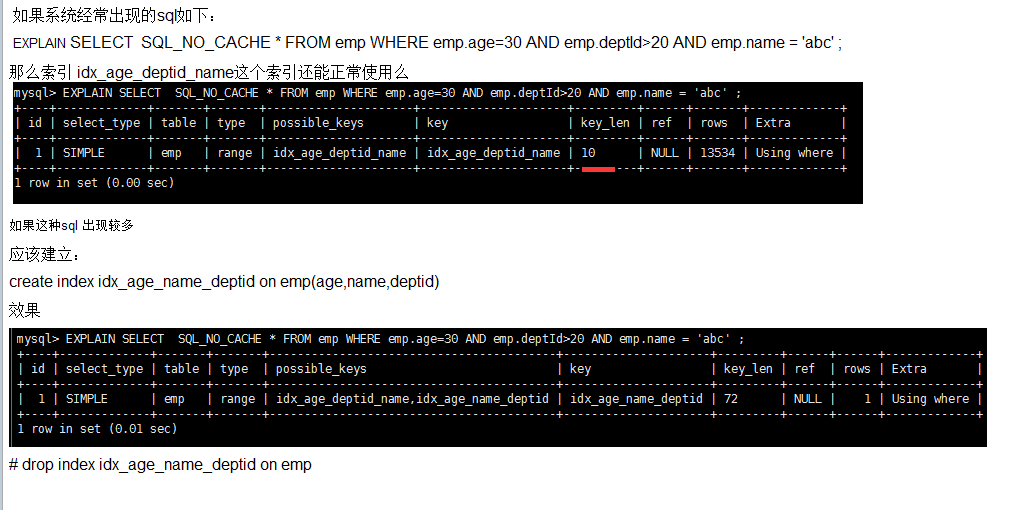 如果系统经常出现的sql如下：
EXPLAIN SELECT  SQL_NO_CACHE * FROM emp WHERE emp.age=30 AND emp.deptId>20 AND emp.name = 'abc' ;
那么索引 idx_age_deptid_name这个索引还能正常使用么
mysql> EXPLAIN SELECT  SQL_NO_CACHE * FROM emp WHERE emp.age=30 AND emp.deptId>20 AND emp.name = 'abc' ;
+----+-------------+-------+-------+---------------------+---------------------+---------+------+-------+-------------+
| id | select_type | table | type  | possible_keys       | key                 | key_len | ref  | rows  | Extra       |
+----+-------------+-------+-------+---------------------+---------------------+---------+------+-------+-------------+
|  1 | SIMPLE      | emp   | range | idx_age_deptid_name | idx_age_deptid_name | 10      | NULL | 13534 | Using where |
+----+-------------+-------+-------+---------------------+---------------------+---------+------+-------+-------------+
1 row in set (0.00 sec)
如果这种sql 出现较多
应该建立：
create index idx_age_name_deptid on emp(age,name,deptid)
效果
mysql> EXPLAIN SELECT  SQL_NO_CACHE * FROM emp WHERE emp.age=30 AND emp.deptId>20 AND emp.name = 'abc' ;
+----+-------------+-------+-------+-----------------------------------------+---------------------+---------+------+------+-------------+
| id | select_type | table | type  | possible_keys                           | key                 | key_len | ref  | rows | Extra       |
+----+-------------+-------+-------+-----------------------------------------+---------------------+---------+------+------+-------------+
|  1 | SIMPLE      | emp   | range | idx_age_deptid_name,idx_age_name_deptid | idx_age_name_deptid | 72      | NULL |    1 | Using where |
+----+-------------+-------+-------+-----------------------------------------+---------------------+---------+------+------+-------------+
1 row in set (0.01 sec)
# drop index idx_age_name_deptid on emp